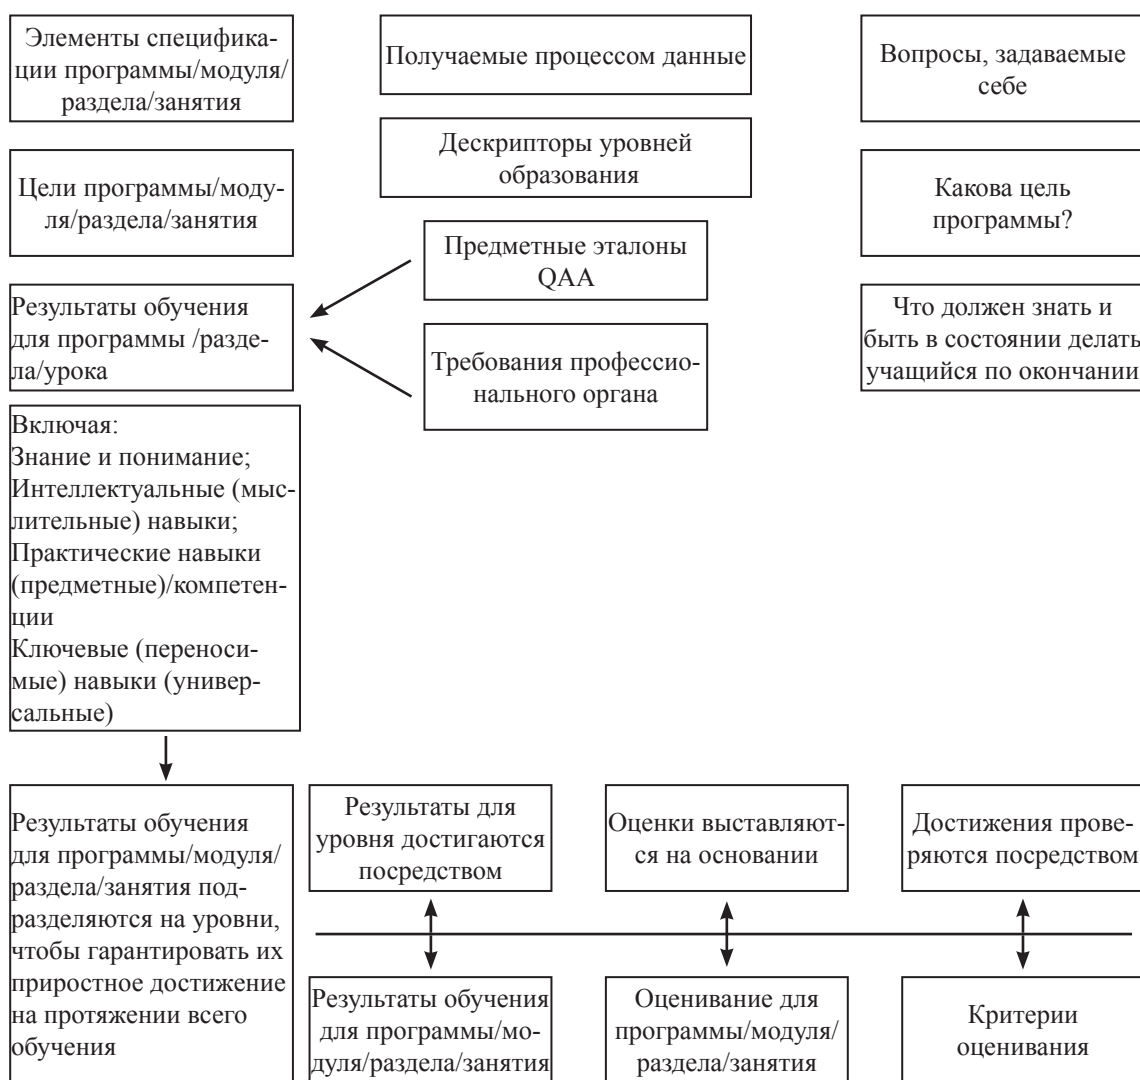 Элементы специфика-
ции программы/модуля/
раздела/занятия
Получаемые процессом данные
Вопросы, задаваемые
себе
Дескрипторы уровней
образования
Цели программы/моду-
ля/раздела/занятия
Какова цель
программы?
Предметные эталоны
QAA
Результаты обучения
для программы /разде-
ла/урока
Требования профессио-
нального органа
Что должен знать и
быть в состоянии делать
учащийся по окончании
Включая:
Знание и понимание;
Интеллектуальные (мыс-
лительные) навыки;
Практические навыки
(предметные)/компетен-
ции
Ключевые (переноси-
мые) навыки (универ-
сальные)
Результаты обучения
для программы/модуля/
раздела/занятия под-
разделяются на уровни,
чтобы гарантировать их
приростное достижение
на протяжении всего
обучения
Результаты для
уровня достигаются
посредством
Оценки выставляют-
ся на основании
Достижения прове-
ряются посредством
Результаты обучения
для программы/мо-
дуля/раздела/занятия
Оценивание для
программы/модуля/
раздела/занятия
Критерии
оценивания